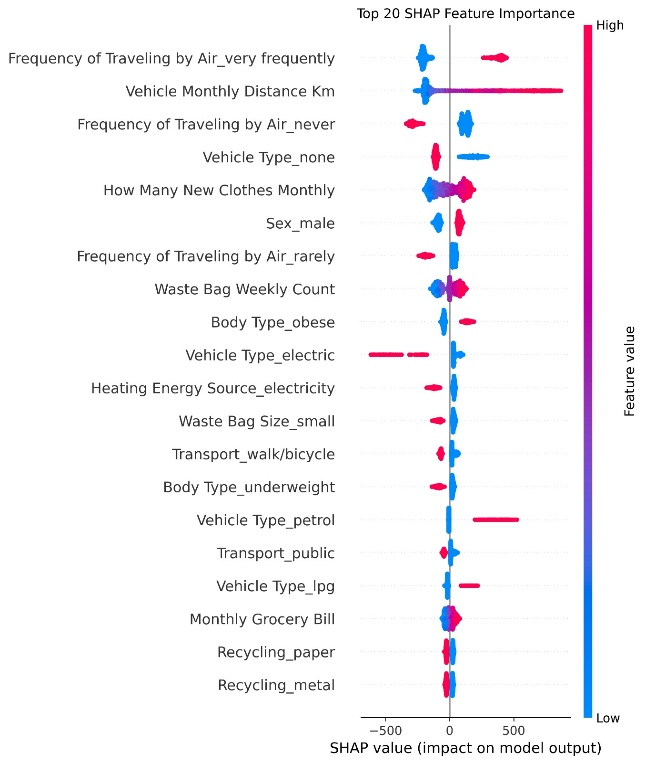 Top 20 SHAP Feature Importance
High
Frequency of Traveling by Air_very frequently
Vehicle Monthly Distance Km
Frequency of Traveling by Air_never
Vehicle Type_none
How Many New Clothes Monthly
Sex_male
Frequency of Traveling by Air_rarely
Waste Bag Weekly Count
Body Type_obese
Vehicle Type_electric
Heating Energy Source_electricity
Waste Bag Size_small
Transport_walk/bicycle
Body Type_underweight
Vehicle Type_petrol
Transport_public
Vehicle Type_lpg
Monthly Grocery Bill
Recycling_paper
Recycling_metal
Feature value
Low
−500 0 500
SHAP value (impact on model output)